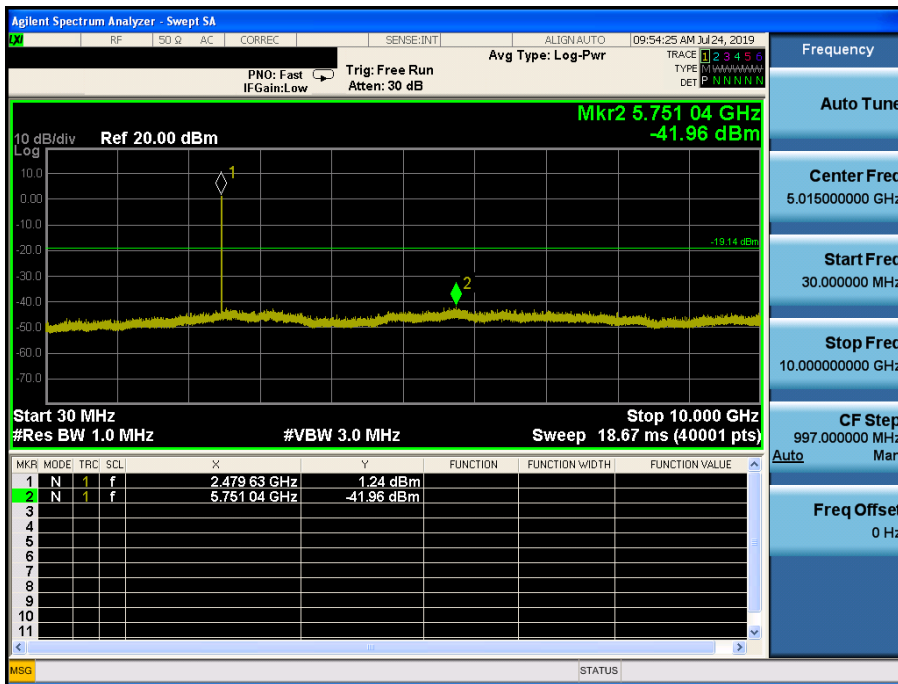 Agilent Spectrum Analyzer - Swept SA
LXI RF 50 Ω AC CORREC SENSE:INT ALIGN AUTO 09:54:25 AM Jul 24, 2019
Avg Type: Log-Pwr TRACE 1 2 3 4 5 6
PNO: Fast Trig: Free Run TYPE M WWWWW
IFGain:Low Atten: 30 dB DET P N N N N N
Mkr2 5.751 04 GHz
10 dB/div Ref 20.00 dBm -41.96 dBm
Log
10.0
1
0.00
-10.0
-19.14 dBm
-20.0
-30.0
2
-40.0
-50.0
-60.0
-70.0
Start 30 MHz Stop 10.000 GHz
#Res BW 1.0 MHz #VBW 3.0 MHz Sweep 18.67 ms (40001 pts)
MKR MODE TRC SCL X Y FUNCTION FUNCTION WIDTH FUNCTION VALUE
1 N 1 f 2.479 63 GHz 1.24 dBm
2 N 1 f 5.751 04 GHz -41.96 dBm
3
4
5
6
7
8
9
10
11
MSG STATUS
Frequency
Auto Tune
Center Freq
5.015000000 GHz
Start Freq
30.000000 MHz
Stop Freq
10.000000000 GHz
CF Step
997.000000 MHz
Auto Man
Freq Offset
0 Hz